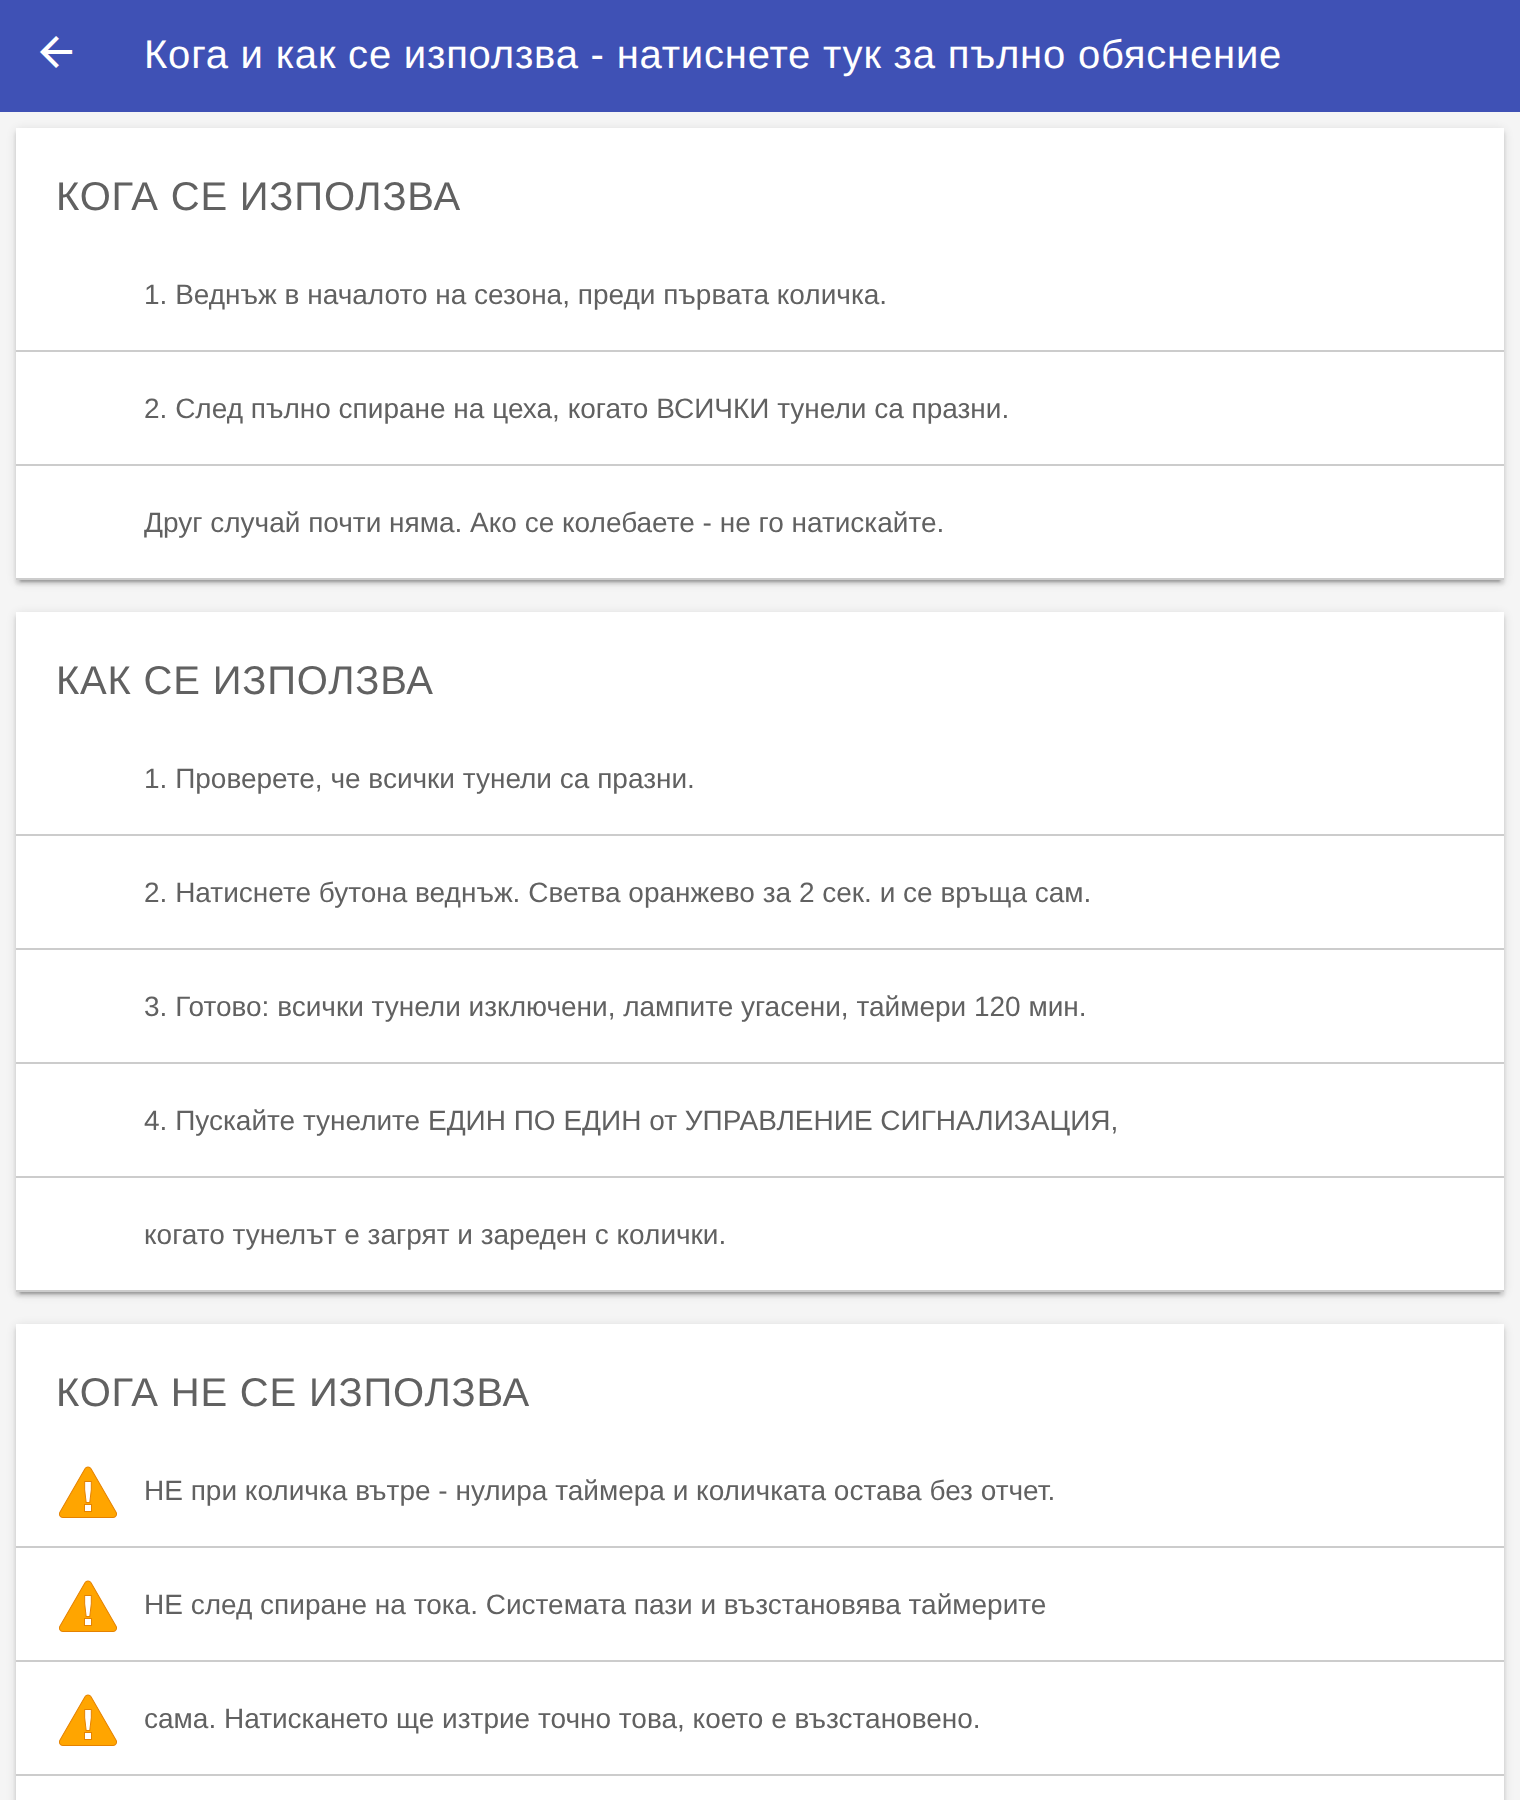 Кога и как се използва - натиснете тук за пълно обяснение
КОГА СЕ ИЗПОЛЗВА
1. Веднъж в началото на сезона, преди първата количка.
2. След пълно спиране на цеха, когато ВСИЧКИ тунели са празни.
Друг случай почти няма. Ако се колебаете - не го натискайте.
КАК СЕ ИЗПОЛЗВА
1. Проверете, че всички тунели са празни.
2. Натиснете бутона веднъж. Светва оранжево за 2 сек. и се връща сам.
3. Готово: всички тунели изключени, лампите угасени, таймери 120 мин.
4. Пускайте тунелите ЕДИН ПО ЕДИН от УПРАВЛЕНИЕ СИГНАЛИЗАЦИЯ,
когато тунелът е загрят и зареден с колички.
КОГА НЕ СЕ ИЗПОЛЗВА
НЕ при количка вътре - нулира таймера и количката остава без отчет.
НЕ след спиране на тока. Системата пази и възстановява таймерите
сама. Натискането ще изтрие точно това, което е възстановено.